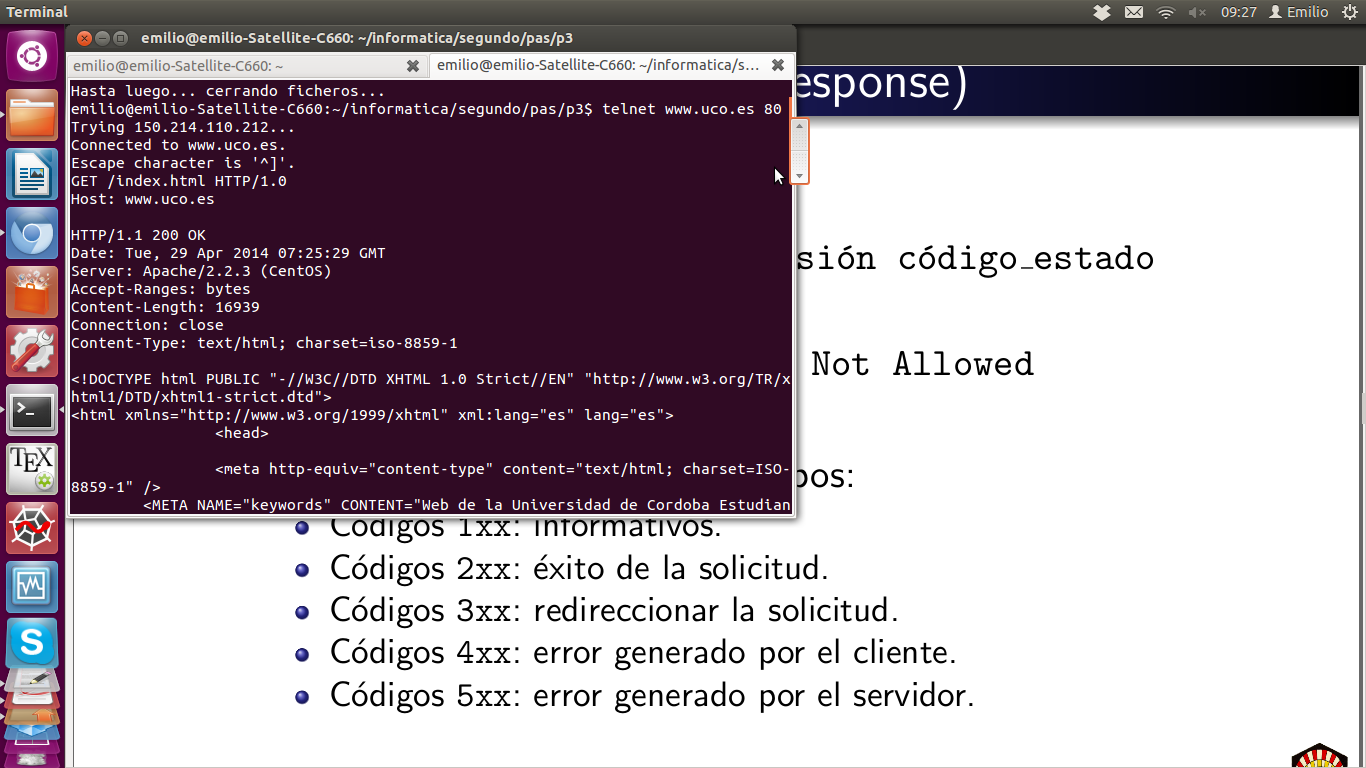 Terminal
09:27
Emilio
emilio@emilio-Satellite-C660: ~/informatica/segundo/pas/p3
emilio@emilio-Satellite-C660: ~
emilio@emilio-Satellite-C660: ~/informatica/s...
Hasta luego... cerrando ficheros...
emilio@emilio-Satellite-C660:~/informatica/segundo/pas/p3$ telnet www.uco.es 80
Trying 150.214.110.212...
Connected to www.uco.es.
Escape character is '^]'.
GET /index.html HTTP/1.0
Host: www.uco.es
HTTP/1.1 200 OK
Date: Tue, 29 Apr 2014 07:25:29 GMT
Server: Apache/2.2.3 (CentOS)
Accept-Ranges: bytes
Content-Length: 16939
Connection: close
Content-Type: text/html; charset=iso-8859-1
<!DOCTYPE html PUBLIC "-//W3C//DTD XHTML 1.0 Strict//EN" "http://www.w3.org/TR/x
html1/DTD/xhtml1-strict.dtd">
<html xmlns="http://www.w3.org/1999/xhtml" xml:lang="es" lang="es">
<head>
<meta http-equiv="content-type" content="text/html; charset=ISO-
8859-1" />
<META NAME="keywords" CONTENT="Web de la Universidad de Cordoba Estudian
esponse)
sión código_estado
Not Allowed
pos:
Códigos 1xx: informativos.
Códigos 2xx: éxito de la solicitud.
Códigos 3xx: redireccionar la solicitud.
Códigos 4xx: error generado por el cliente.
Códigos 5xx: error generado por el servidor.
TEX
S